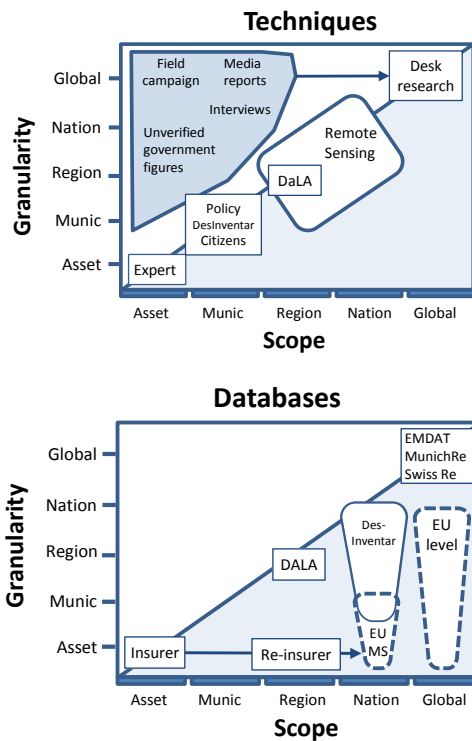 Techniques
Granularity
Global
Nation
Region
Munic
Asset
Field
campaign
Media
reports
Interviews
Unverified
government
figures
Desk
research
Remote
Sensing
DaLA
Policy
DesInventar
Citizens
Expert
Asset
Munic
Region
Nation
Global
Scope
Databases
Granularity
Global
Nation
Region
Munic
Asset
EMDAT
MunichRe
Swiss Re
Des-
Inventar
EU
level
DALA
Insurer
Re-insurer
EU
MS
Asset
Munic
Region
Nation
Global
Scope